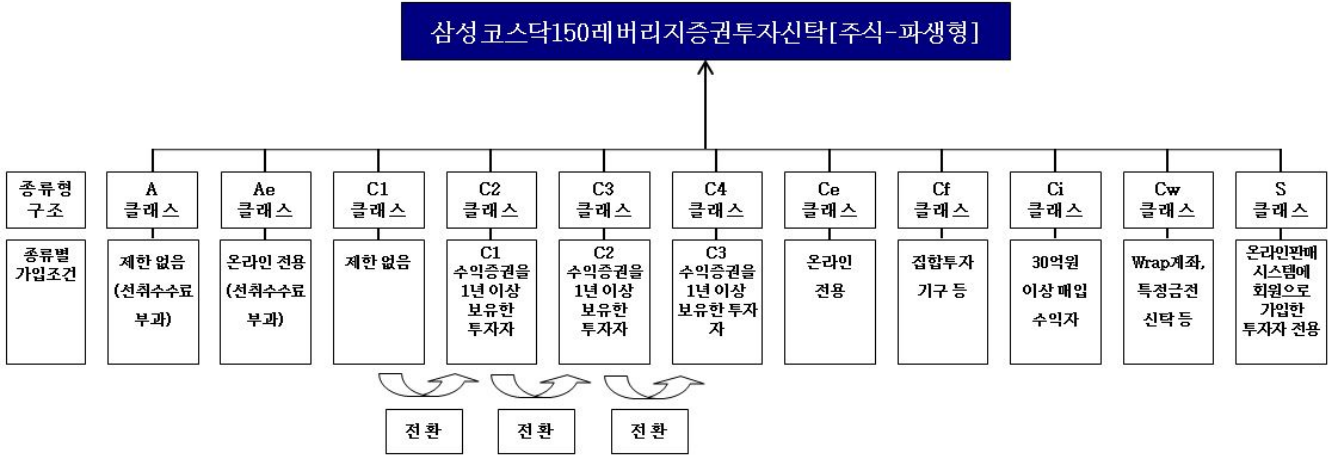 삼성코스닥150레버리지증권투자신탁[주식-파생형]
종류형
구조
A
클래스
Ae
클래스
C1
클래스
C2
클래스
C3
클래스
C4
클래스
Ce
클래스
Cf
클래스
Ci
클래스
Cw
클래스
S
클래스
종류별
가입조건
제한 없음
(선취수수료
부과)
온라인 전용
(선취수수료
부과)
제한 없음
C1
수익증권을
1년 이상
보유한
투자자
C2
수익증권을
1년 이상
보유한
투자자
C3
수익증권을
1년 이상
보유한 투자
자
온라인
전용
집합투자
기구 등
30억원
이상 매입
수익자
Wrap계좌,
특정금전
신탁 등
온라인판매
시스템에
회원으로
가입한
투자자 전용
전환
전환
전환